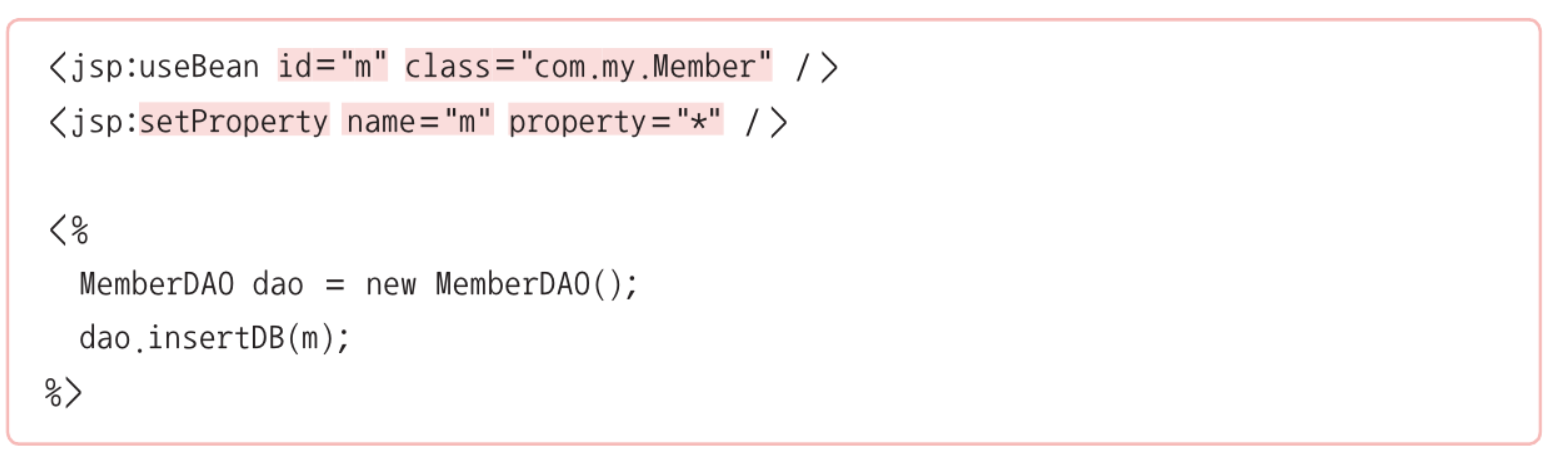 <jsp:useBean id="m" class="com.my.Member" />
<jsp:setProperty name="m" property="*" />
<%
MemberDAO dao = new MemberDAO();
dao.insertDB(m);
%>